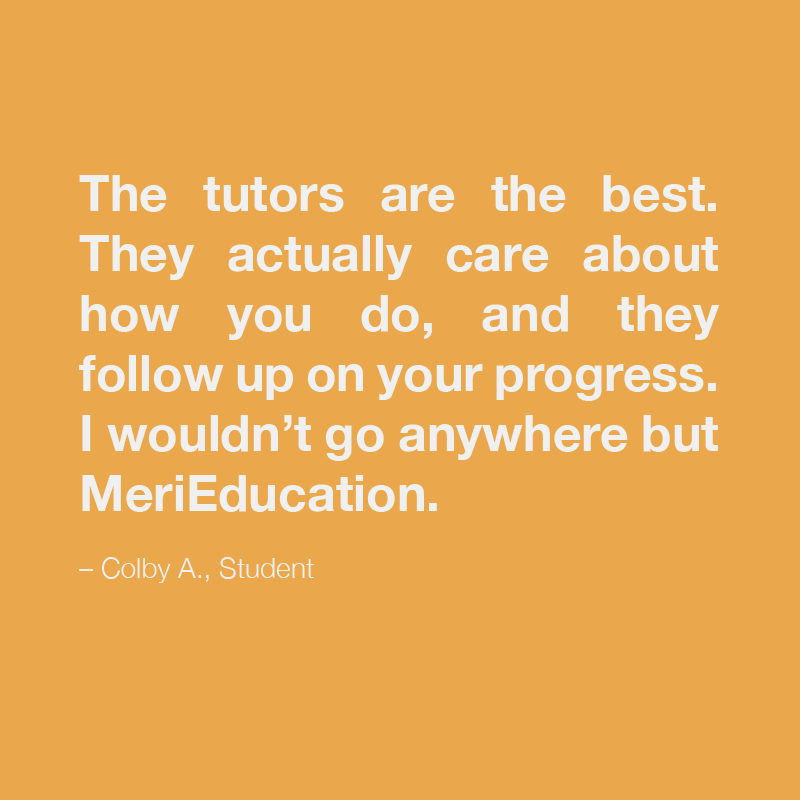 The tutors are the best.
They actually care about
how you do, and they
follow up on your progress.
I wouldn’t go anywhere but
MeriEducation.
– Colby A., Student